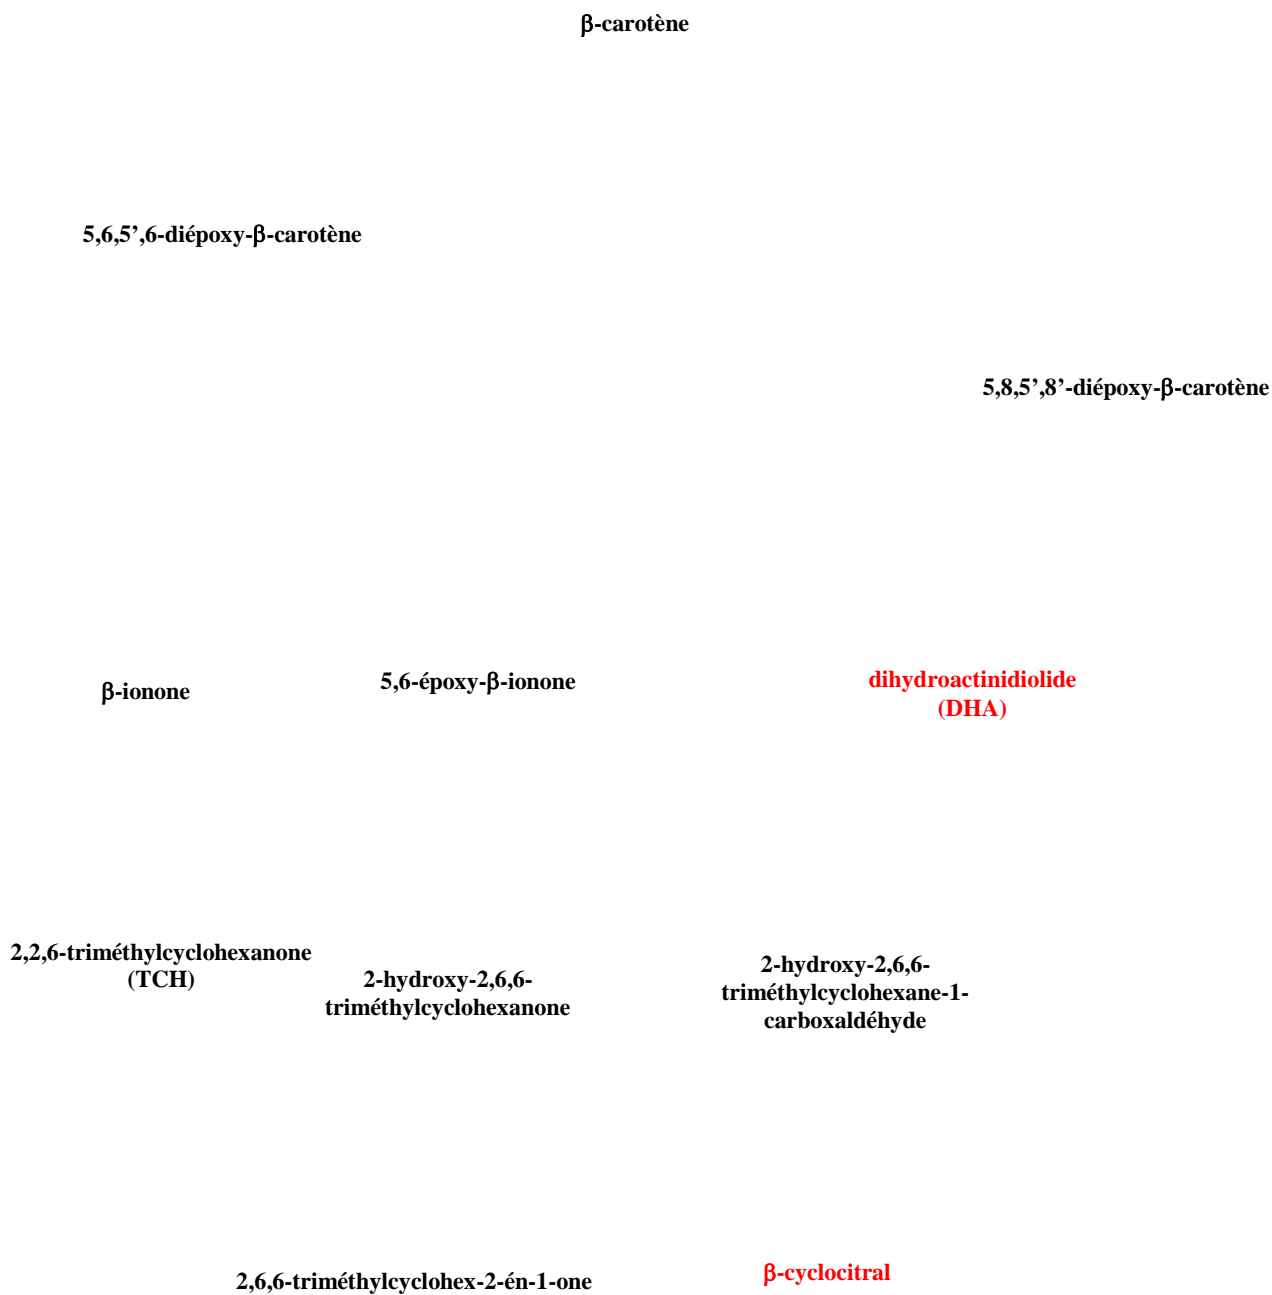 β-carotène
5,6,5’,6-diépoxy-β-carotène
5,8,5’,8’-diépoxy-β-carotène
β-ionone
5,6-époxy-β-ionone
dihydroactinidiolide
(DHA)
2,2,6-triméthylcyclohexanone
(TCH)
2-hydroxy-2,6,6-
triméthylcyclohexanone
2-hydroxy-2,6,6-
triméthylcyclohexane-1-
carboxaldéhyde
2,6,6-triméthylcyclohex-2-én-1-one
β-cyclocitral